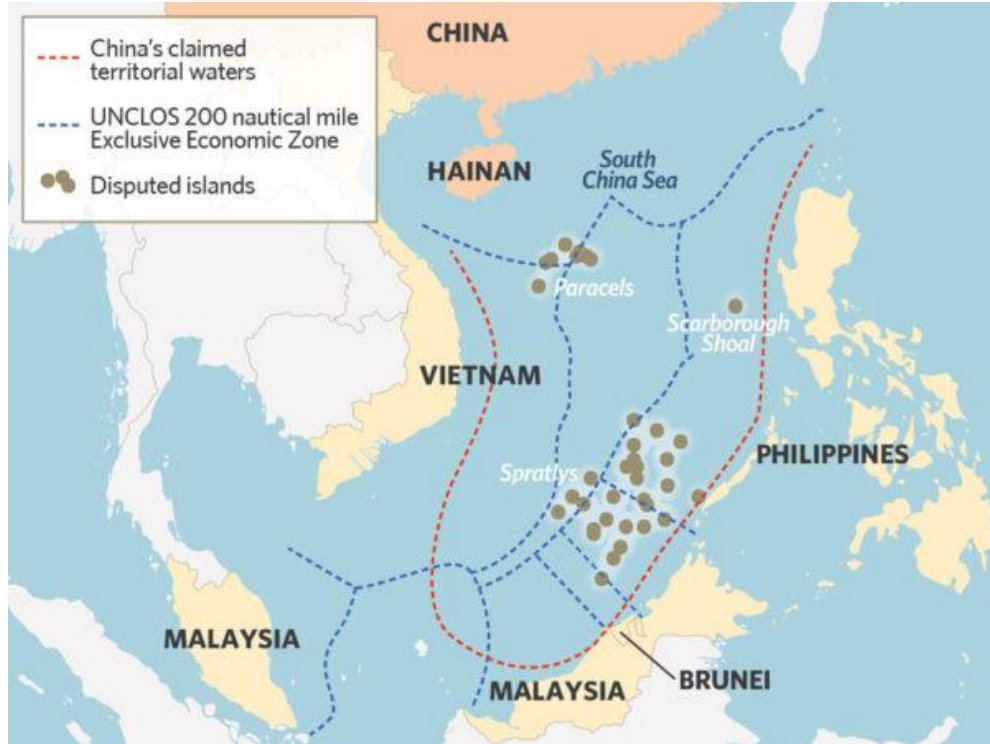 China's claimed
territorial waters
UNCLOS 200 nautical mile
Exclusive Economic Zone
Disputed islands
CHINA
HAINAN
South
China Sea
Paracels
Scarborough
Shoal
VIETNAM
Spratlys
PHILIPPINES
MALAYSIA
MALAYSIA
BRUNEI